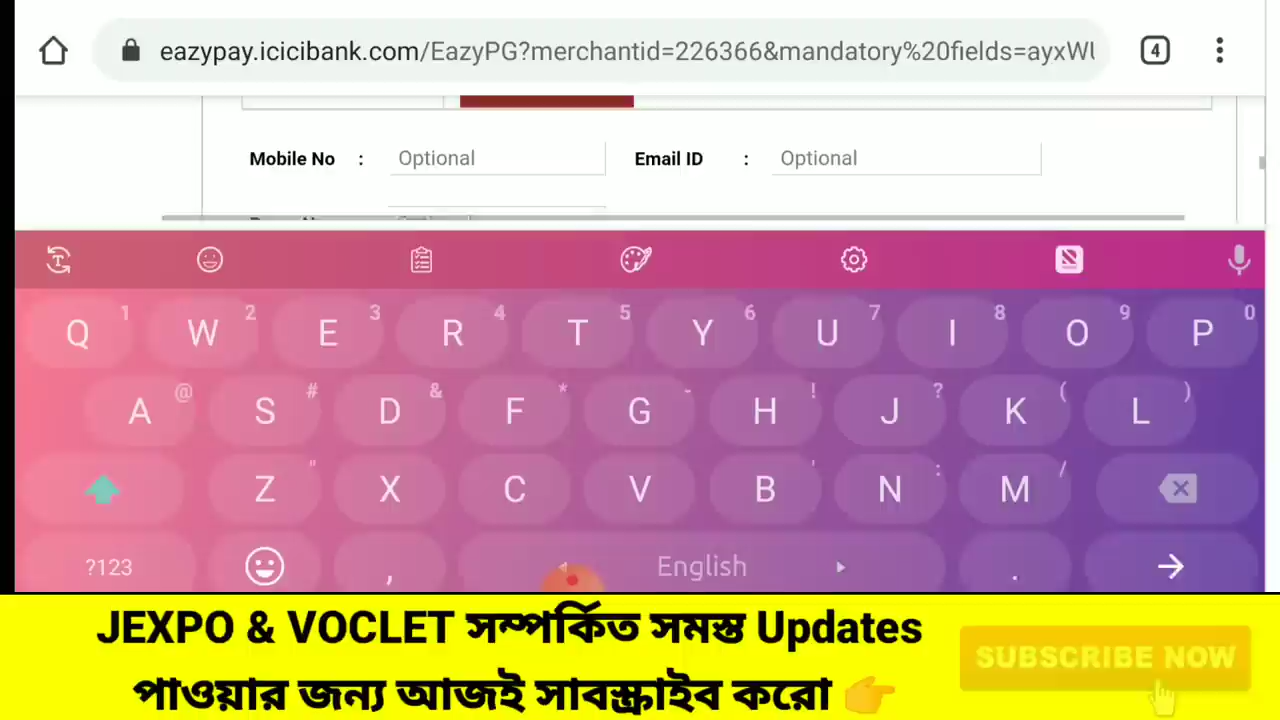 eazypay.icicibank.com/EazyPG?merchantid=226366&mandatory%20fields=ayxWU 4
Mobile No : Optional Email ID : Optional
1 2 3 4 5 6 7 8 9 0
Q W E R T Y U I O P
@ # & * - ! ? ( )
A S D F G H J K L
" ' : /
Z X C V B N M
?123 , English .
JEXPO & VOCLET সম্পর্কিত সমস্ত Updates
পাওয়ার জন্য আজই সাবস্ক্রাইব করো 👉
SUBSCRIBE NOW